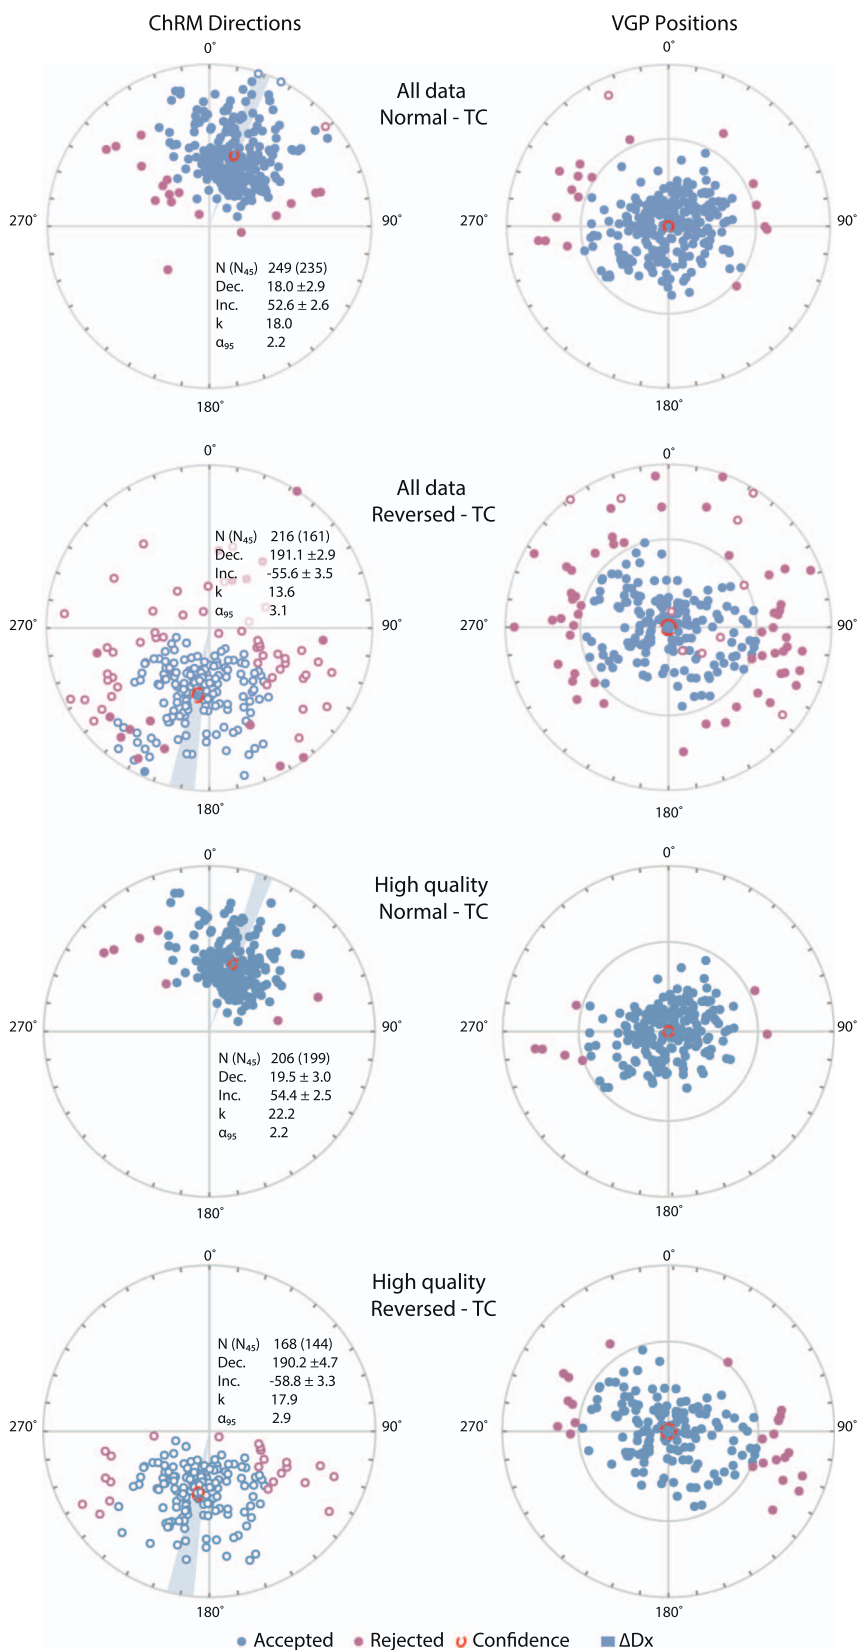 ChRM Directions
VGP Positions
0°
0°
All data
Normal - TC
270°
90°
90°
N (N45) 249 (235)
Dec. 18.0 ±2.9
Inc. 52.6 ± 2.6
k 18.0
α95 2.2
180°
180°
0°
0°
All data
Reversed - TC
N (N45) 216 (161)
Dec. 191.1 ±2.9
Inc. -55.6 ± 3.5
k 13.6
α95 3.1
270°
90°
270°
90°
180°
180°
0°
0°
High quality
Normal - TC
270°
90°
270°
90°
N (N45) 206 (199)
Dec. 19.5 ± 3.0
Inc. 54.4 ± 2.5
k 22.2
α95 2.2
180°
180°
0°
0°
High quality
Reversed - TC
N (N45) 168 (144)
Dec. 190.2 ±4.7
Inc. -58.8 ± 3.3
k 17.9
α95 2.9
270°
90°
270°
90°
180°
180°
Accepted Rejected Confidence ΔDx